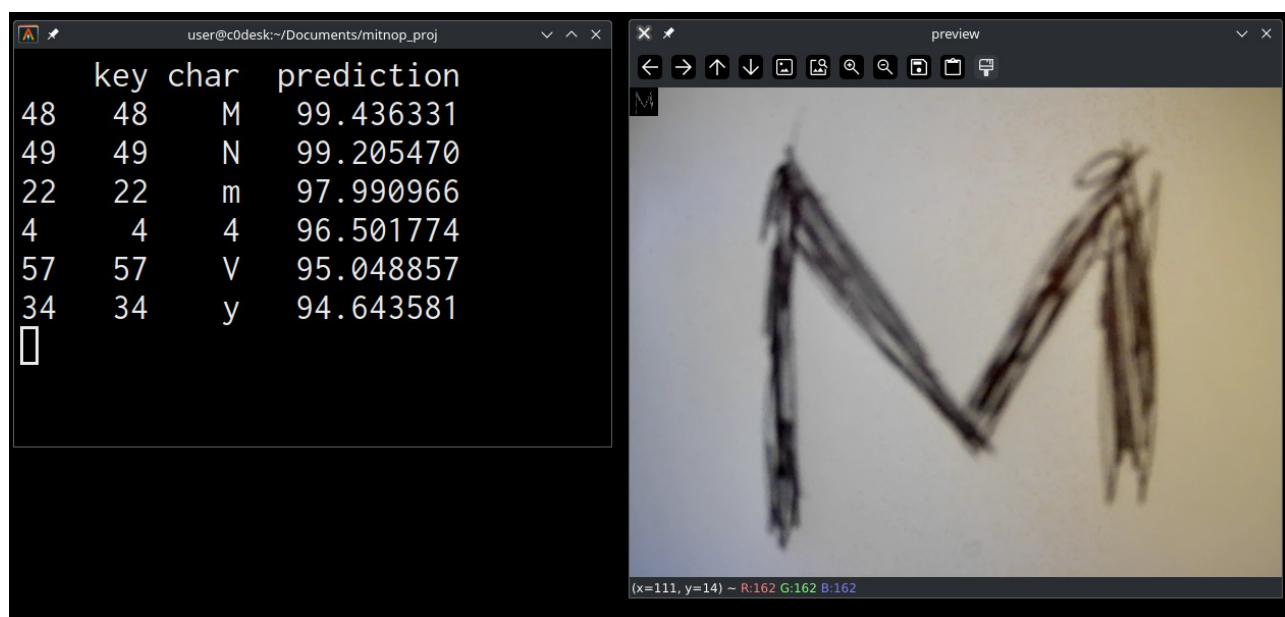 user@c0desk:~/Documents/mitnop_proj
key char prediction
48 48 M 99.436331
49 49 N 99.205470
22 22 m 97.990966
4 4 4 96.501774
57 57 V 95.048857
34 34 y 94.643581
preview
M
M
(x=111, y=14) ~ R:162 G:162 B:162